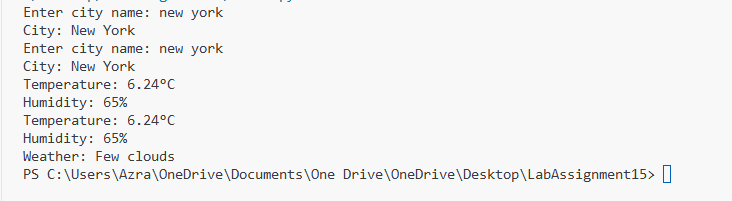 Enter city name: new york
City: New York
Enter city name: new york
City: New York
Temperature: 6.24°C
Humidity: 65%
Temperature: 6.24°C
Humidity: 65%
Weather: Few clouds
PS C:\Users\Azra\OneDrive\Documents\One Drive\OneDrive\Desktop\LabAssignment15>